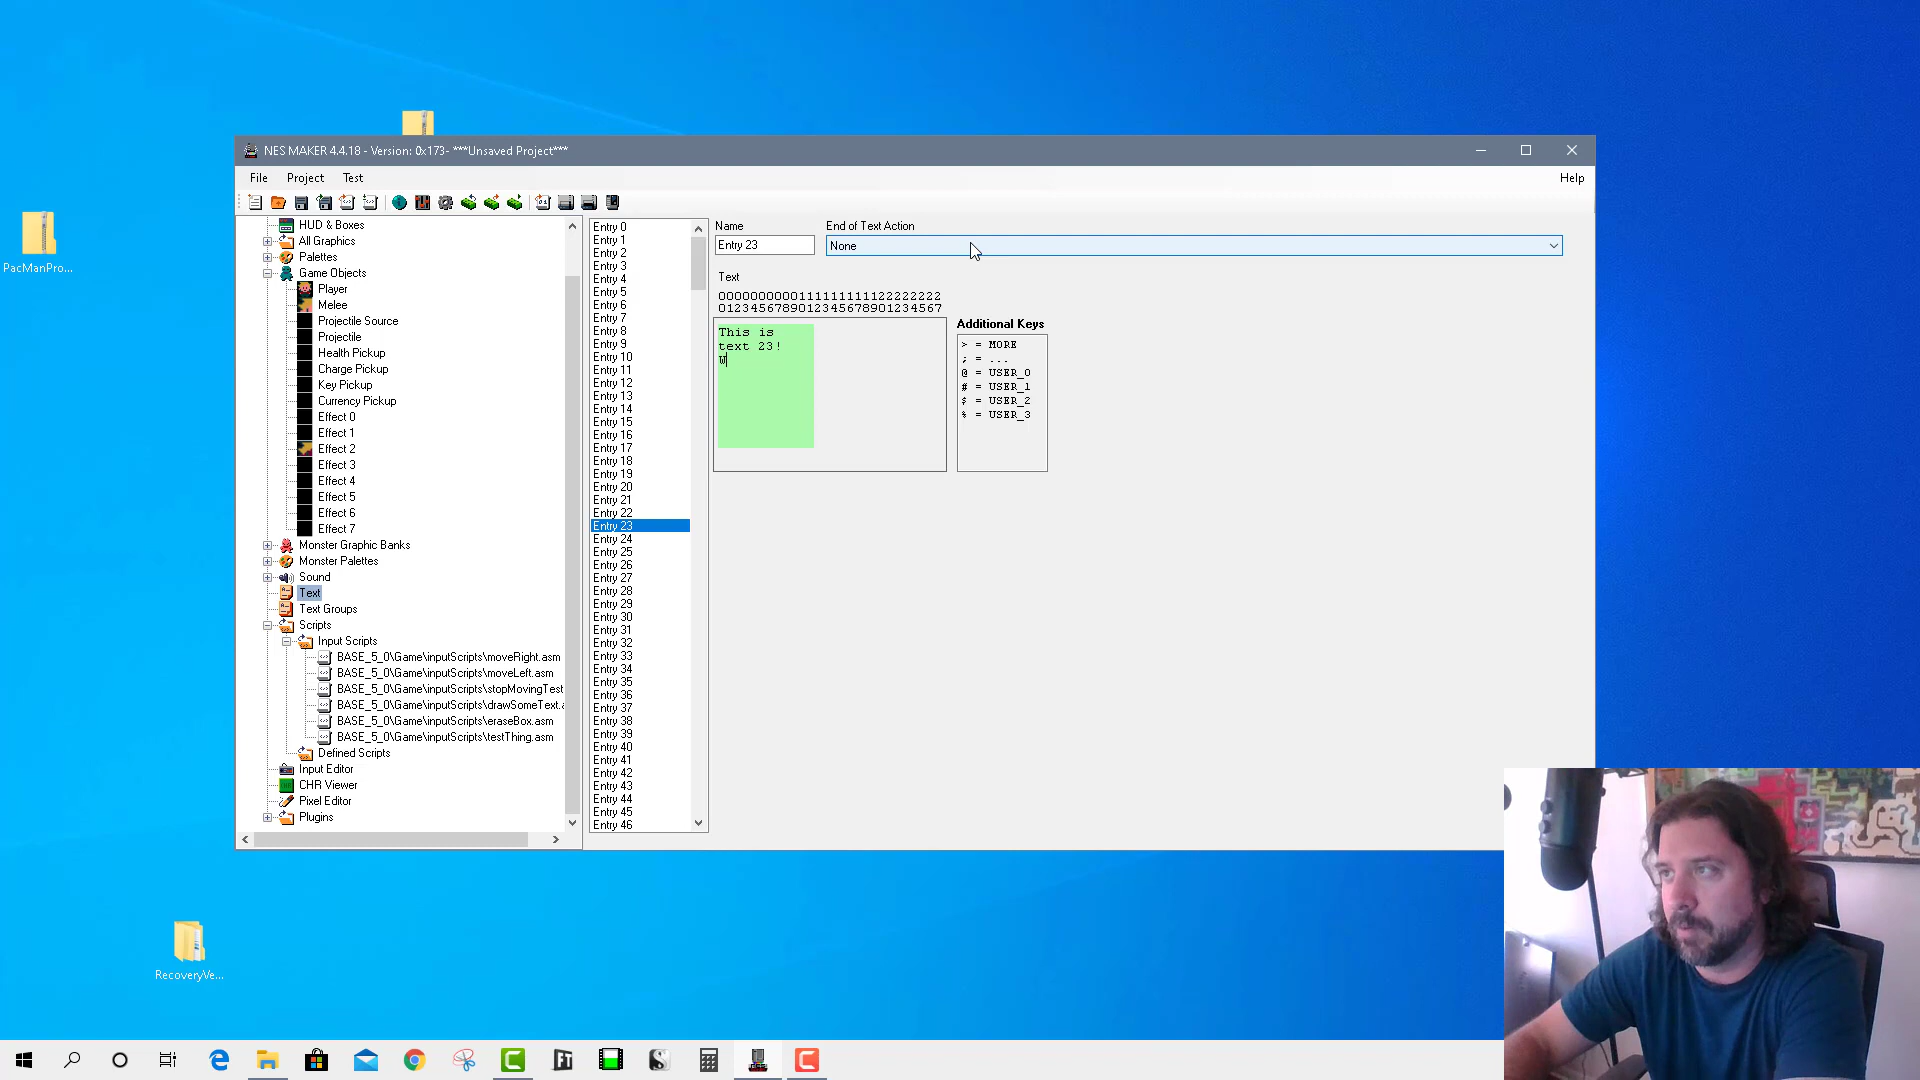 NES MAKER 4.4.18 - Version: 0x173- ***Unsaved Project***
File Project Test Help
HUD & Boxes
All Graphics
Palettes
Game Objects
Player
Melee
Projectile Source
Projectile
Health Pickup
Charge Pickup
Key Pickup
Currency Pickup
Effect 0
Effect 1
Effect 2
Effect 3
Effect 4
Effect 5
Effect 6
Effect 7
Monster Graphic Banks
Monster Palettes
Sound
Text
Text Groups
Scripts
Input Scripts
BASE_5_0\Game\inputScripts\moveRight.asm
BASE_5_0\Game\inputScripts\moveLeft.asm
BASE_5_0\Game\inputScripts\stopMovingTest
BASE_5_0\Game\inputScripts\drawSomeText.a
BASE_5_0\Game\inputScripts\eraseBox.asm
BASE_5_0\Game\inputScripts\testThing.asm
Defined Scripts
Input Editor
CHR Viewer
Pixel Editor
Plugins
Entry 0
Entry 1
Entry 2
Entry 3
Entry 4
Entry 5
Entry 6
Entry 7
Entry 8
Entry 9
Entry 10
Entry 11
Entry 12
Entry 13
Entry 14
Entry 15
Entry 16
Entry 17
Entry 18
Entry 19
Entry 20
Entry 21
Entry 22
Entry 23
Entry 24
Entry 25
Entry 26
Entry 27
Entry 28
Entry 29
Entry 30
Entry 31
Entry 32
Entry 33
Entry 34
Entry 35
Entry 36
Entry 37
Entry 38
Entry 39
Entry 40
Entry 41
Entry 42
Entry 43
Entry 44
Entry 45
Entry 46
Name
Entry 23
End of Text Action
None
Text
0000000000111111111122222222
0123456789012345678901234567
This is
text 23!
W
Additional Keys
> = MORE
; = ...
@ = USER_0
# = USER_1
$ = USER_2
% = USER_3
PacManPro...
RecoveryVe...